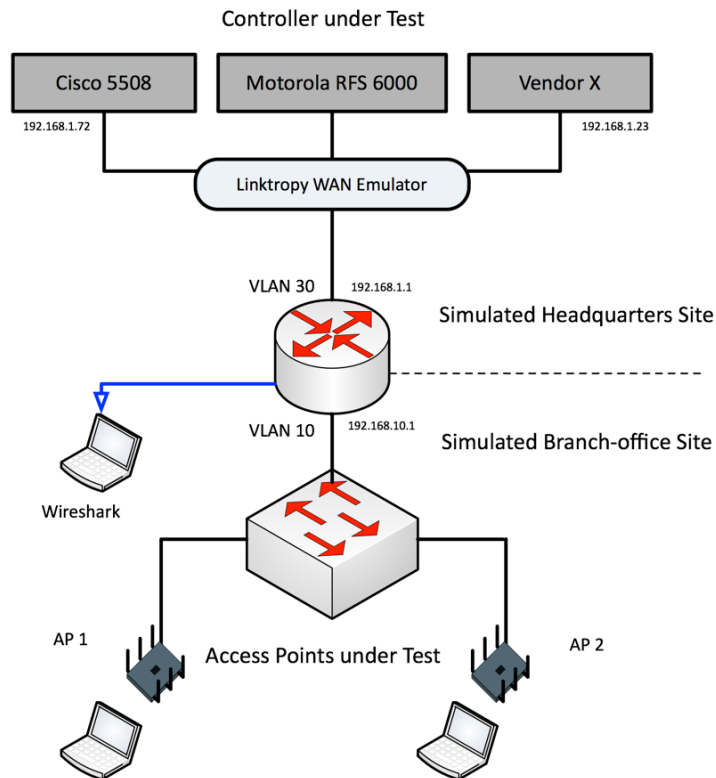 Controller under Test
Cisco 5508
Motorola RFS 6000
Vendor X
192.168.1.72
192.168.1.23
Linktropy WAN Emulator
VLAN 30
192.168.1.1
Simulated Headquarters Site
VLAN 10
192.168.10.1
Simulated Branch-office Site
Wireshark
AP 1
Access Points under Test
AP 2